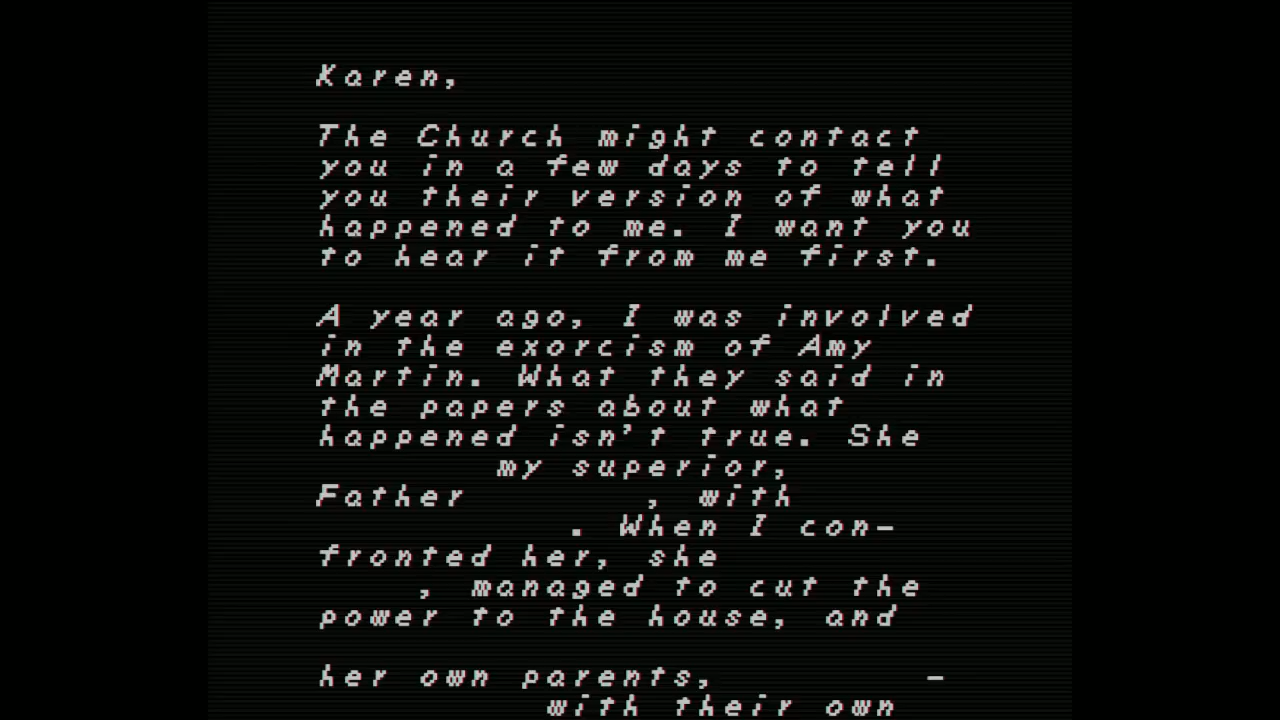 Karen,
The Church might contact
you in a few days to tell
you their version of what
happened to me. I want you
to hear it from me first.
A year ago, I was involved
in the exorcism of Amy
Martin. What they said in
the papers about what
happened isn't true. She
my superior,
Father , with
. When I con-
fronted her, she
, managed to cut the
power to the house, and
her own parents, -
with their own